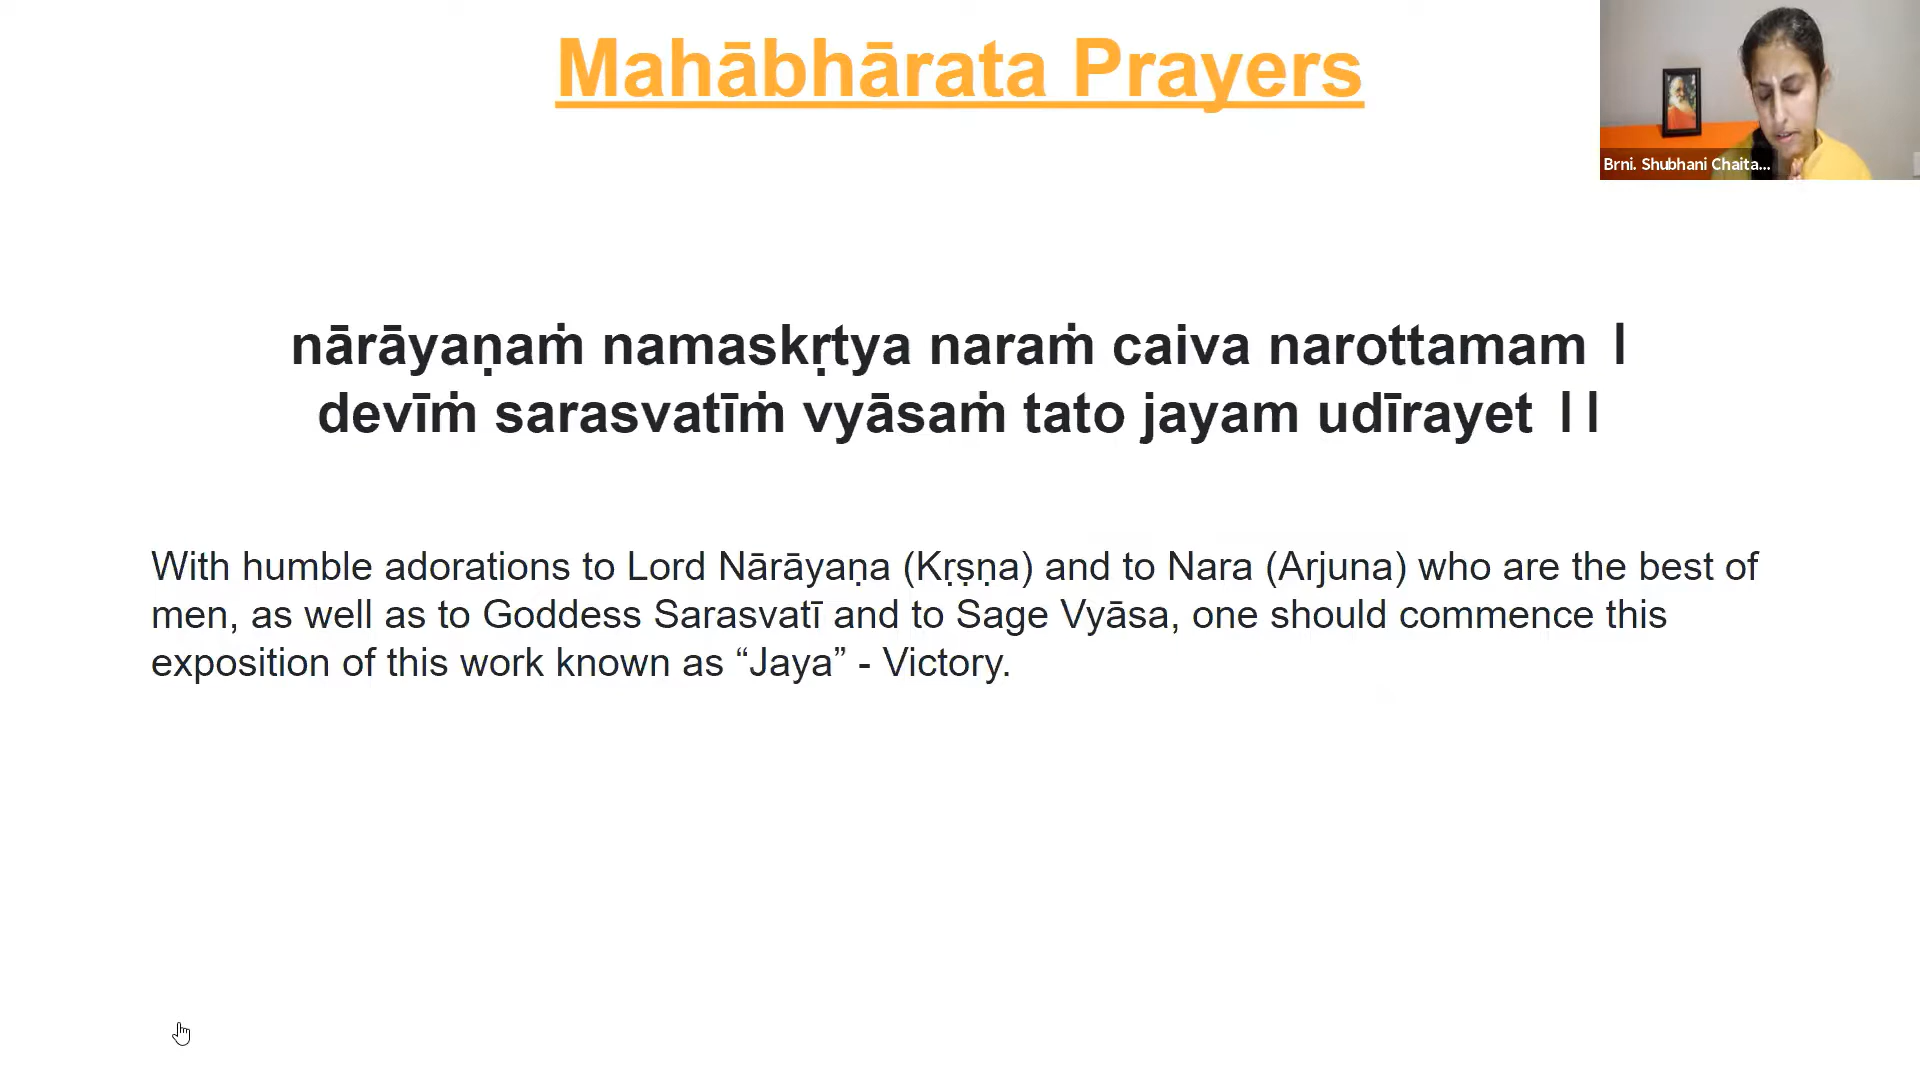 Mahābhārata Prayers
Brni. Shubhani Chaita...
nārāyaṇaṁ namaskṛtya naraṁ caiva narottamam |
devīṁ sarasvatīṁ vyāsaṁ tato jayam udīrayet ||
With humble adorations to Lord Nārāyaṇa (Kṛṣṇa) and to Nara (Arjuna) who are the best of
men, as well as to Goddess Sarasvatī and to Sage Vyāsa, one should commence this
exposition of this work known as “Jaya” - Victory.